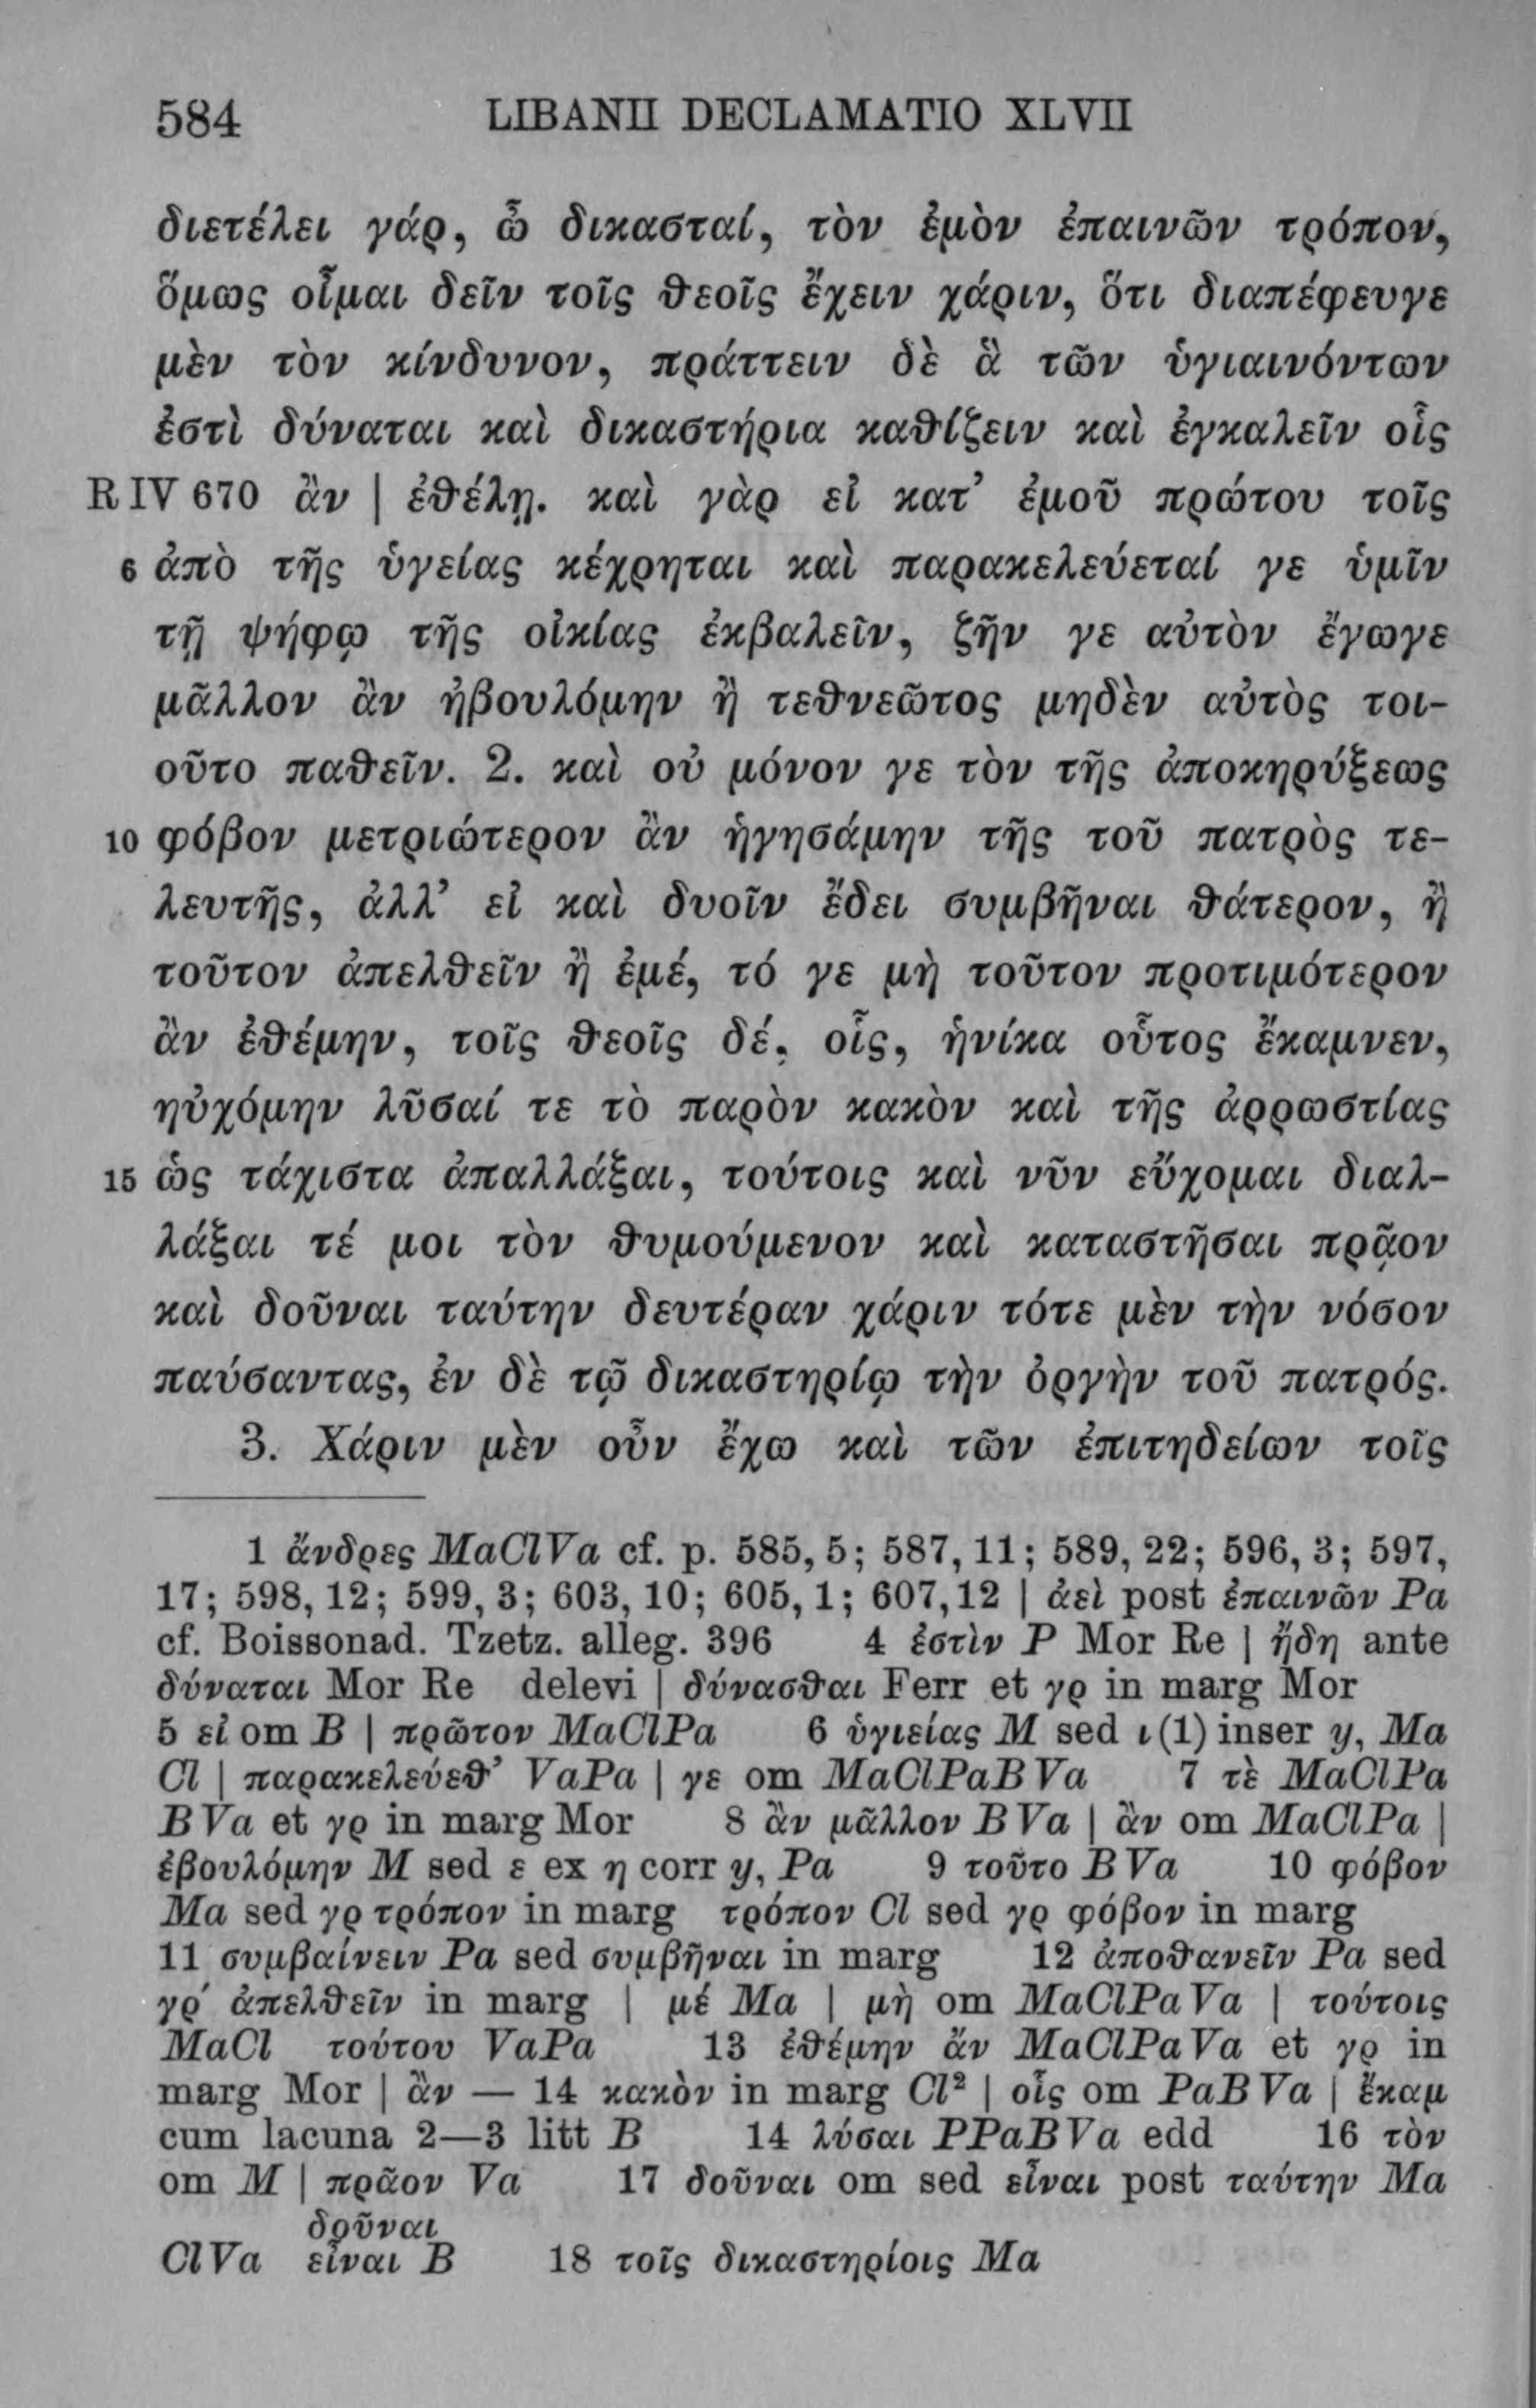 584 LIBANII DECLAMATIO XLVII
διετέλει γάρ, ὦ δικασταί, τὸν ἐμὸν ἐπαινῶν τρόπον,
ὅμως οἶμαι δεῖν τοῖς θεοῖς ἔχειν χάριν, ὅτι διαπέφευγε
μὲν τὸν κίνδυνον, πράττειν δὲ ἃ τῶν ὑγιαινόντων
ἐστὶ δύναται καὶ δικαστήρια καθίζειν καὶ ἐγκαλεῖν οἷς
R IV 670 ἂν | ἐθέλῃ. καὶ γὰρ εἰ κατ’ ἐμοῦ πρώτου τοῖς
6 ἀπὸ τῆς ὑγείας κέχρηται καὶ παρακελεύεταί γε ὑμῖν
τῇ ψήφῳ τῆς οἰκίας ἐκβαλεῖν, ζῆν γε αὐτὸν ἔγωγε
μᾶλλον ἂν ἠβουλόμην ἢ τεθνεῶτος μηδὲν αὐτὸς τοι-
οῦτο παθεῖν. 2. καὶ οὐ μόνον γε τὸν τῆς ἀποκηρύξεως
10 φόβον μετριώτερον ἂν ἡγησάμην τῆς τοῦ πατρὸς τε-
λευτῆς, ἀλλ’ εἰ καὶ δυοῖν ἔδει συμβῆναι θάτερον, ἢ
τοῦτον ἀπελθεῖν ἢ ἐμέ, τό γε μὴ τοῦτον προτιμότερον
ἂν ἐθέμην, τοῖς θεοῖς δέ, οἷς, ἡνίκα οὗτος ἔκαμνεν,
ηὐχόμην λῦσαί τε τὸ παρὸν κακὸν καὶ τῆς ἀρρωστίας
15 ὡς τάχιστα ἀπαλλάξαι, τούτοις καὶ νῦν εὔχομαι διαλ-
λάξαι τέ μοι τὸν θυμούμενον καὶ καταστῆσαι πρᾷον
καὶ δοῦναι ταύτην δευτέραν χάριν τότε μὲν τὴν νόσον
παύσαντας, ἐν δὲ τῷ δικαστηρίῳ τὴν ὀργὴν τοῦ πατρός.
3. Χάριν μὲν οὖν ἔχω καὶ τῶν ἐπιτηδείων τοῖς
1 ἄνδρες MaClVa cf. p. 585, 5; 587, 11; 589, 22; 596, 3; 597,
17; 598, 12; 599, 3; 603, 10; 605, 1; 607, 12 | ἀεὶ post ἐπαινῶν Pa
cf. Boissonad. Tzetz. alleg. 396 4 ἐστὶν P Mor Re | ἤδη ante
δύναται Mor Re delevi | δύνασθαι Ferr et γρ in marg Mor
5 εἰ om B | πρῶτον MaClPa 6 ὑγιείας M sed ι (1) inser y, Ma
Cl | παρακελεύεθ’ VaPa | γε om MaClPaBVa 7 τὲ MaClPa
BVa et γρ in marg Mor 8 ἂν μᾶλλον BVa | ἂν om MaClPa |
ἐβουλόμην M sed ε ex η corr y, Pa 9 τοῦτο BVa 10 φόβον
Ma sed γρ τρόπον in marg τρόπον Cl sed γρ φόβον in marg
11 συμβαίνειν Pa sed συμβῆναι in marg 12 ἀποθανεῖν Pa sed
γρ´ ἀπελθεῖν in marg | μέ Ma | μὴ om MaClPaVa | τούτοις
MaCl τούτου VaPa 13 ἐθέμην ἄν MaClPaVa et γρ in
marg Mor | ἂν — 14 κακὸν in marg Cl² | οἷς om PaBVa | ἔκαμ
cum lacuna 2—3 litt B 14 λύσαι PPaBVa edd 16 τὸν
om M | πρᾶον Va 17 δοῦναι om sed εἶναι post ταύτην Ma
δοῦναι
ClVa εἶναι B 18 τοῖς δικαστηρίοις Ma